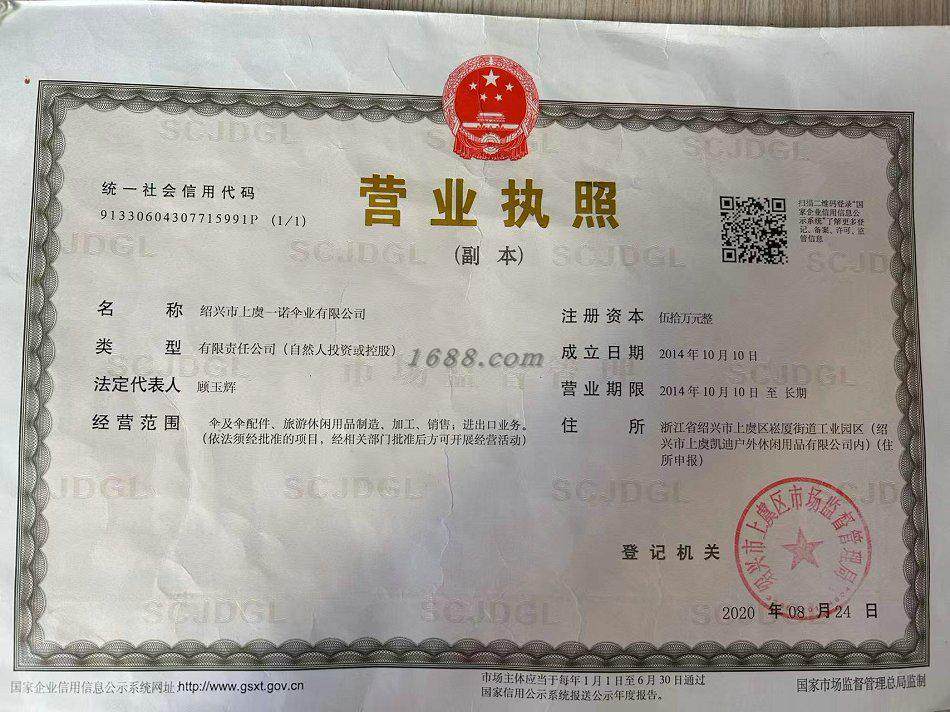 统一社会信用代码
91330604307715991P (1/1)
营业执照
(副 本)
扫描二维码登录“国
家企业信用信息公
示系统”了解更多登
记、备案、许可、监
管信息
名 称 绍兴市上虞一诺伞业有限公司
类 型 有限责任公司（自然人投资或控股）
法定代表人 顾玉辉
经营范围 伞及伞配件、旅游休闲用品制造、加工、销售；进出口业务。
（依法须经批准的项目，经相关部门批准后方可开展经营活动）
注册资本 伍拾万元整
成立日期 2014年10月10日
营业期限 2014年10月10日 至 长期
住 所 浙江省绍兴市上虞区崧厦街道工业园区（绍
兴市上虞凯迪户外休闲用品有限公司内）（住
所申报）
1688.com
SCJDGL
市场监督管理
登记机关
绍兴市上虞区市场监督管理局
2020 年 08 月 24 日
国家企业信用信息公示系统网址:http://www.gsxt.gov.cn
市场主体应当于每年1月1日至6月30日通过
国家信用公示系统报送公示年度报告。
国家市场监督管理总局监制